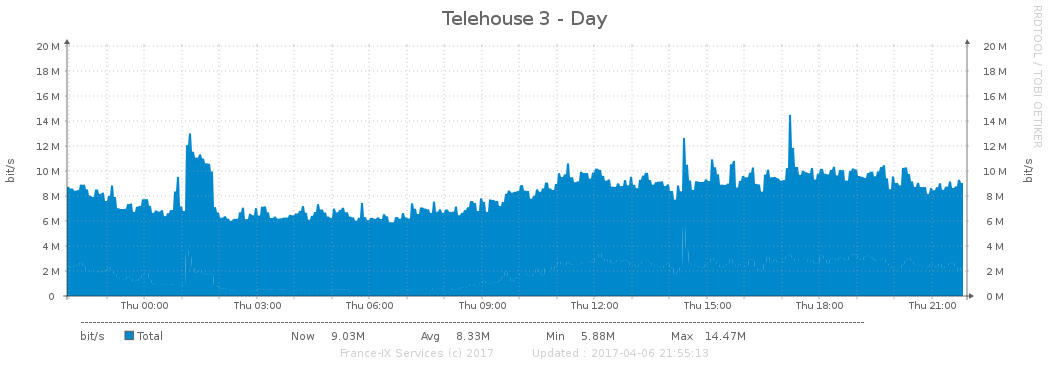 Telehouse 3 - Day
RRDTOOL / TOBI OETIKER
bit/s
bit/s
20 M 20 M
18 M 18 M
16 M 16 M
14 M 14 M
12 M 12 M
10 M 10 M
8 M 8 M
6 M 6 M
4 M 4 M
2 M 2 M
0 0 M
Thu 00:00 Thu 03:00 Thu 06:00 Thu 09:00 Thu 12:00 Thu 15:00 Thu 18:00 Thu 21:00
bit/s Total Now 9.03M Avg 8.33M Min 5.88M Max 14.47M
France-IX Services (c) 2017 Updated : 2017-04-06 21:55:13